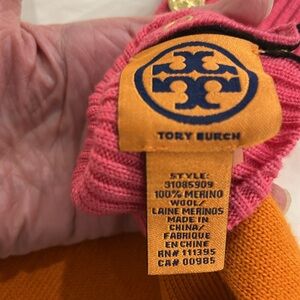 TORY BURCH
STYLE:
31085909
100% MERINO
WOOL/
LAINE MERINOS
MADE IN
CHINA/
FABRIQUE
EN CHINE
RN# 111395
CA# 00985